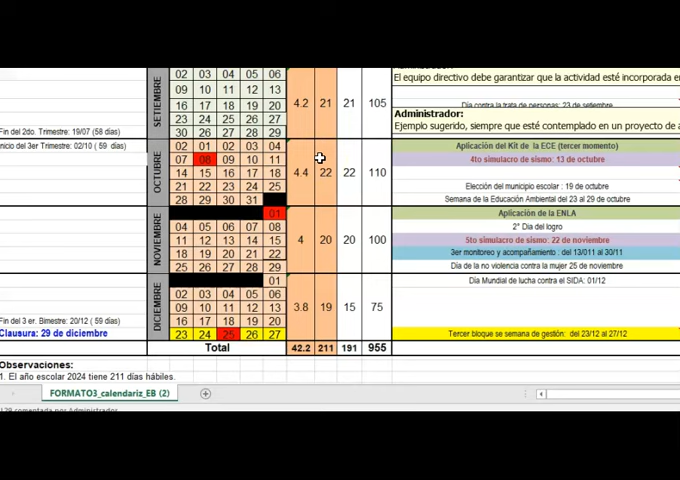 02 03 04 05 06
El equipo directivo debe garantizar que la actividad esté incorporada e
09 10 11 12 13
SETIEMBRE
16 17 18 19 20
4.2 21 21 105
Día contra la trata de personas: 23 de setiembre
23 24 25 26 27
Administrador:
Fin del 2do. Trimestre: 19/07 (58 días)
30 26 27 28 29
Ejemplo sugerido, siempre que esté contemplado en un proyecto de a
nicio del 3er Trimestre: 02/10 ( 59 días)
02 01 02 03 04
Aplicación del Kit de la ECE (tercer momento)
07 08 09 10 11
4to simulacro de sismo: 13 de octubre
OCTUBRE
14 15 16 17 18
4.4 22 22 110
21 22 23 24 25
Elección del municipio escolar : 19 de octubre
28 29 30 31
Semana de la Educación Ambiental del 23 al 29 de octubre
01
Aplicación de la ENLA
04 05 06 07 08
2° Dia del logro
NOVIEMBRE
11 12 13 14 15
4 20 20 100
5to simulacro de sismo: 22 de noviembre
18 19 20 21 22
3er monitoreo y acompañamiento : del 13/011 al 30/11
25 26 27 28 29
Día de la no violencia contra la mujer 25 de noviembre
01
Día Mundial de lucha contra el SIDA: 01/12
02 03 04 05 06
DICIEMBRE
09 10 11 12 13
3.8 19 15 75
Fin del 3 er. Bimestre: 20/12 ( 59 días)
16 17 18 19 20
Clausura: 29 de diciembre
23 24 25 26 27
Tercer bloque se semana de gestión: del 23/12 al 27/12
Total 42.2 211 191 955
Observaciones:
1. El año escolar 2024 tiene 211 días hábiles.
FORMATO3_calendariz_EB (2)
comentada por Administrador